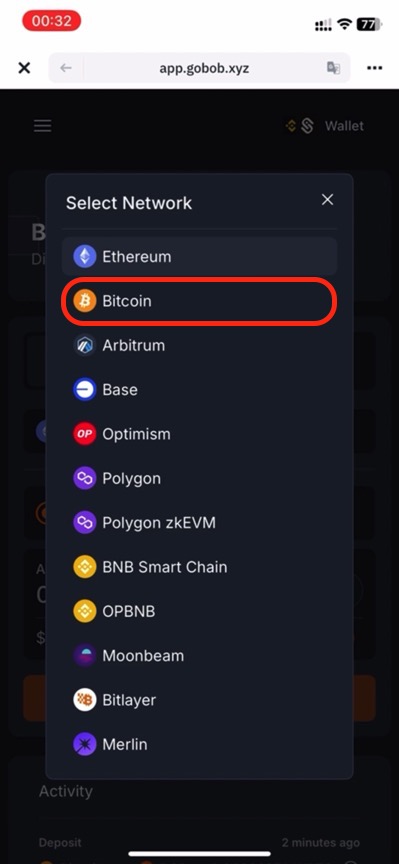 00:32
77
app.gobob.xyz
Wallet
Select Network
Ethereum
Bitcoin
Arbitrum
Base
OP Optimism
Polygon
Polygon zkEVM
BNB Smart Chain
OPBNB
Moonbeam
Bitlayer
Merlin
Activity
Deposit 2 minutes ago